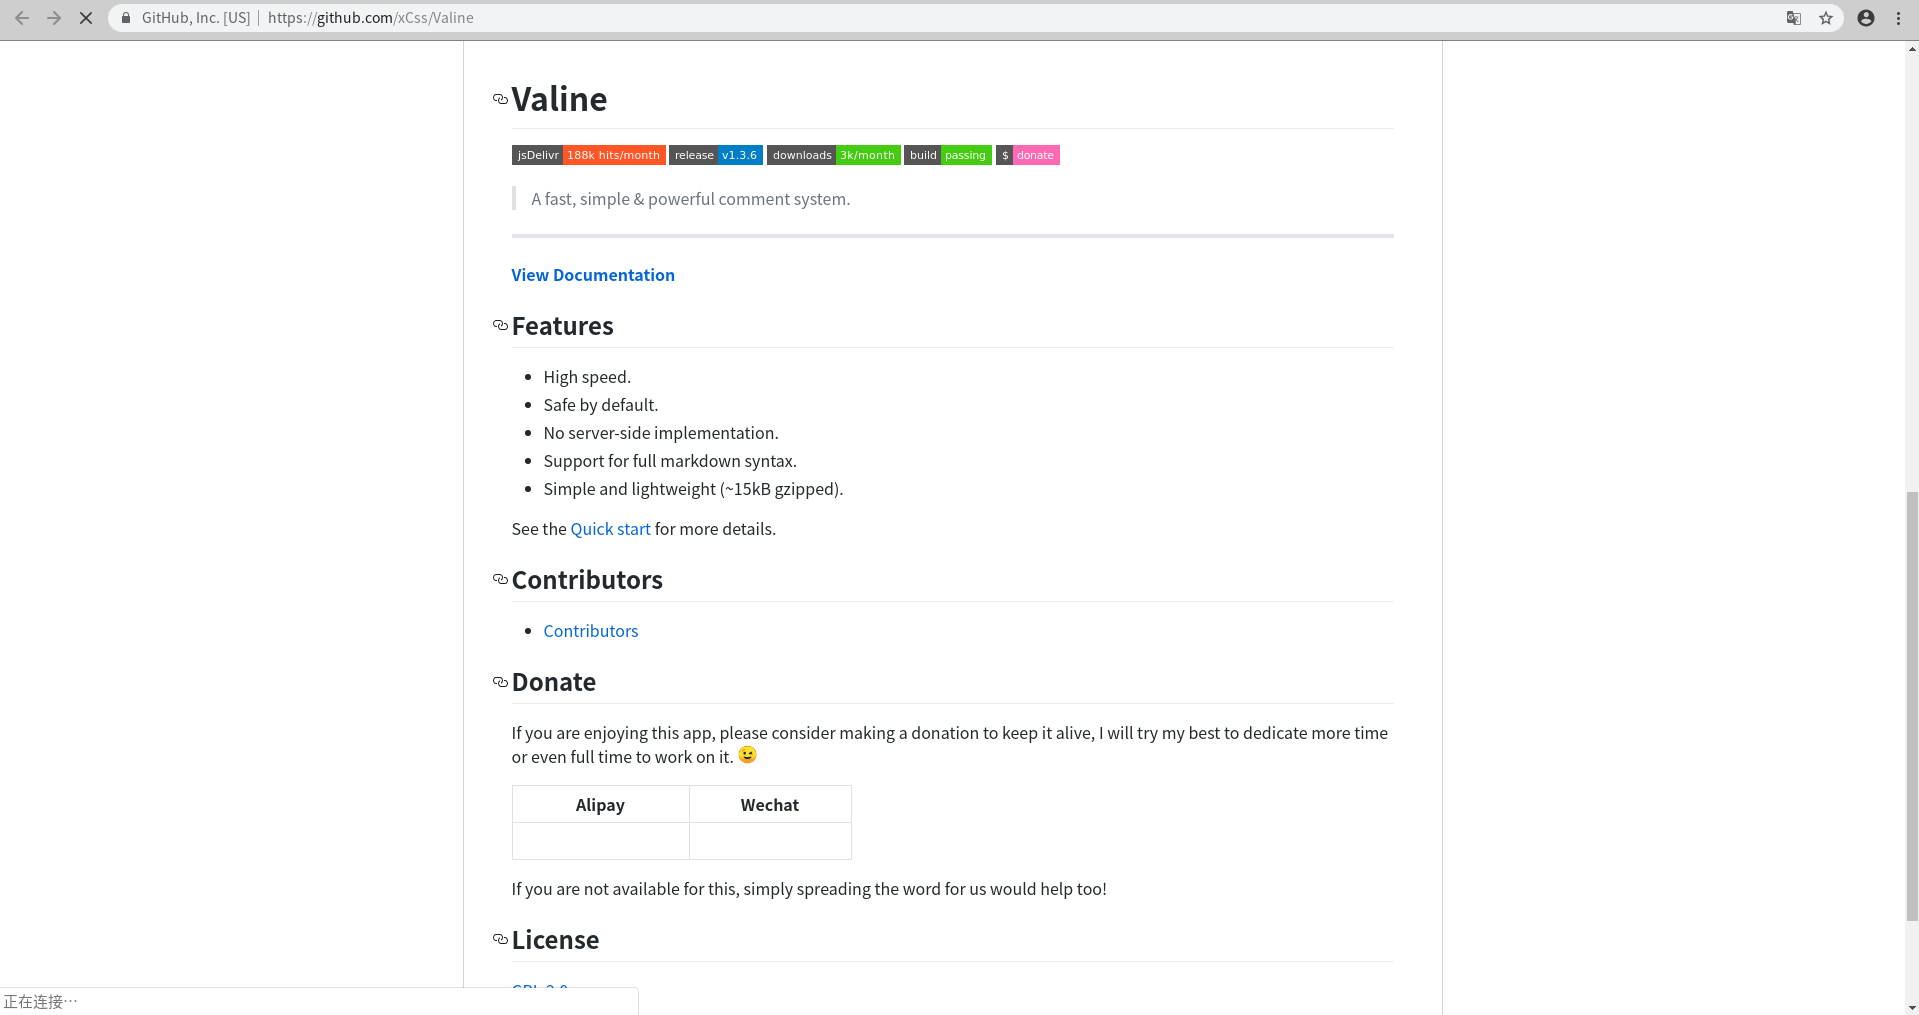 GitHub, Inc. [US] | https://github.com/xCss/Valine
Valine
jsDelivr 188k hits/month release v1.3.6 downloads 3k/month build passing $ donate
A fast, simple & powerful comment system.
View Documentation
Features
High speed.
Safe by default.
No server-side implementation.
Support for full markdown syntax.
Simple and lightweight (~15kB gzipped).
See the Quick start for more details.
Contributors
Contributors
Donate
If you are enjoying this app, please consider making a donation to keep it alive, I will try my best to dedicate more time
or even full time to work on it. 😉
Alipay Wechat
If you are not available for this, simply spreading the word for us would help too!
License
正在连接…